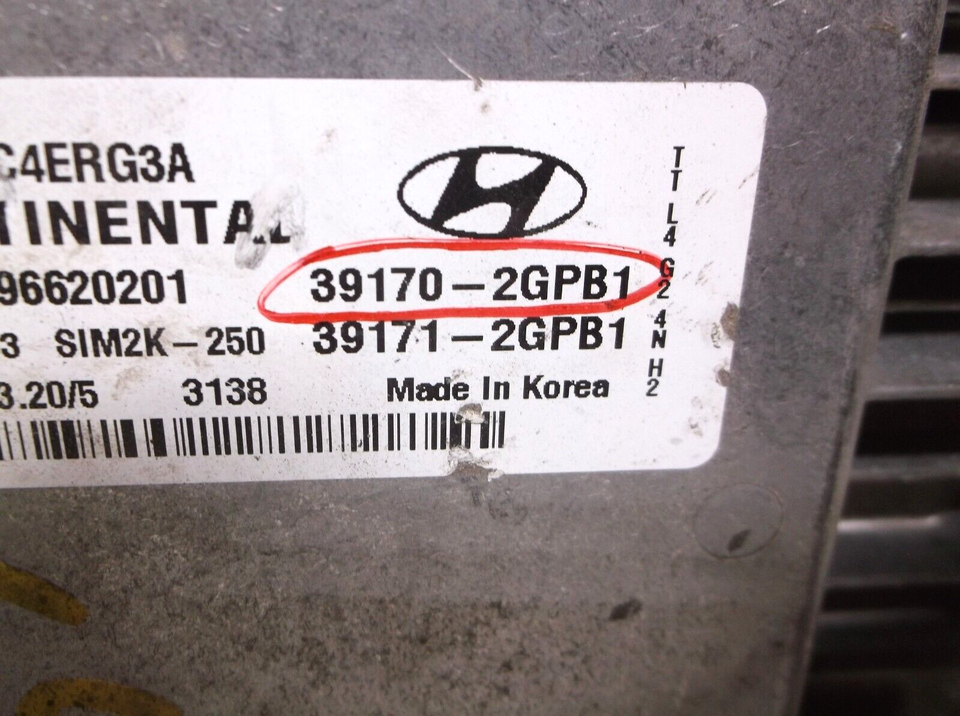 C4ERG3A
TINENTAL
96620201
39170-2GPB1
3 SIM2K-250
39171-2GPB1
3.20/5
3138
Made In Korea
TT L4 G2 4N H2